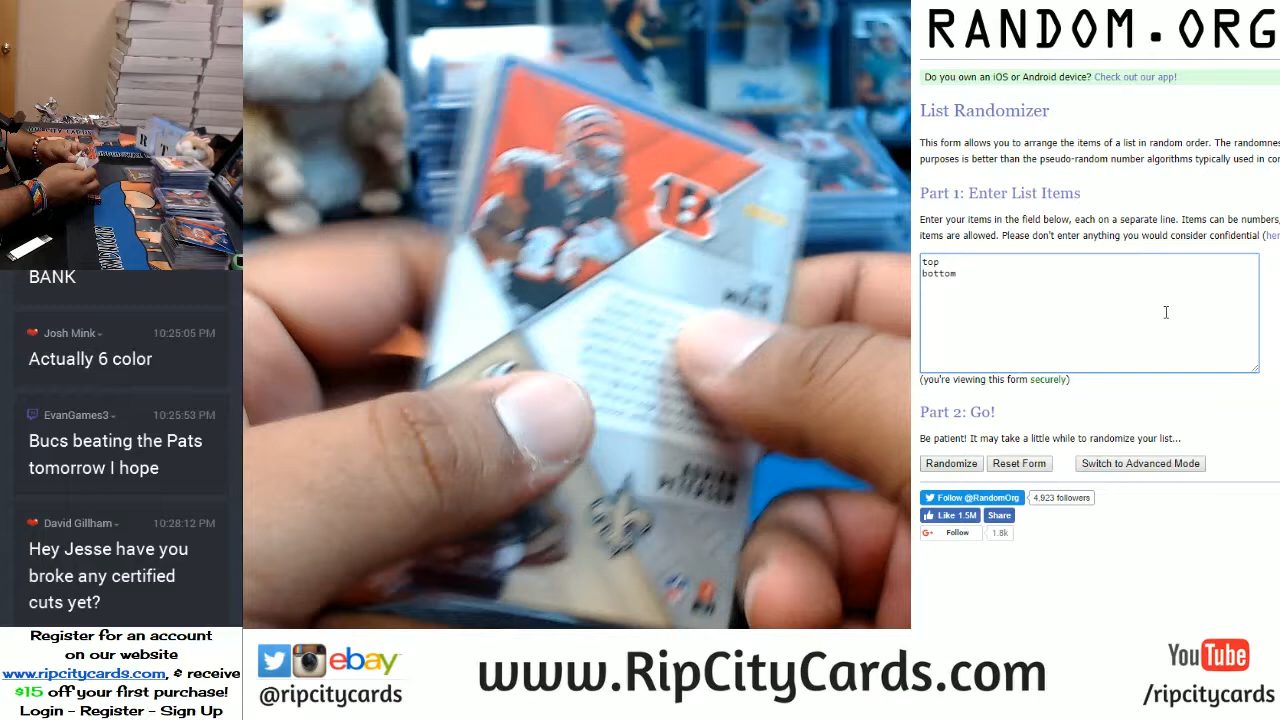 BANK
Josh Mink
10:25:05 PM
Actually 6 color
EvanGames3
10:25:53 PM
Bucs beating the Pats
tomorrow I hope
David Gillham
10:28:12 PM
Hey Jesse have you
broke any certified
cuts yet?
Register for an account
on our website
www.ripcitycards.com, & receive
$15 off your first purchase!
Login - Register - Sign Up
ebay
@ripcitycards
www.RipCityCards.com
YouTube
/ripcitycards
RANDOM.ORG
Do you own an iOS or Android device? Check out our app!
List Randomizer
This form allows you to arrange the items of a list in random order. The randomnes
purposes is better than the pseudo-random number algorithms typically used in co
Part 1: Enter List Items
Enter your items in the field below, each on a separate line. Items can be numbers,
items are allowed. Please don't enter anything you would consider confidential (her
top
bottom
(you're viewing this form securely)
Part 2: Go!
Be patient! It may take a little while to randomize your list...
Randomize
Reset Form
Switch to Advanced Mode
Follow @RandomOrg
4,923 followers
Like 1.5M
Share
G+ Follow
1.8k